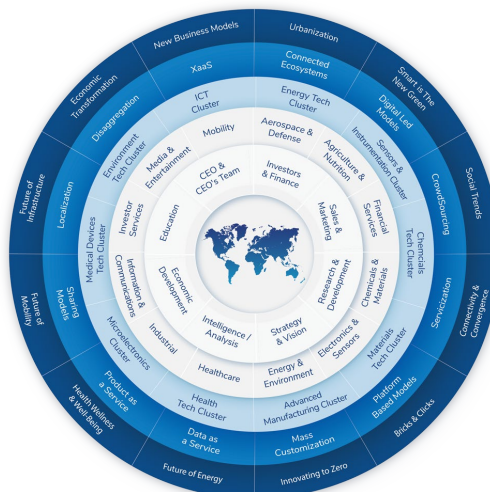 New Business Models
Urbanization
Smart is The
New Green
Social Trends
Connectivity &
Convergence
Bricks & Clicks
Innovating to Zero
Future of Energy
Health Wellness
& Well-Being
Future of
Mobility
Future of
Infrastructure
Economic
Transformation
XaaS
Connected
Ecosystems
Digital Led
Models
CrowdSourcing
Servicization
Platform
Based Models
Mass
Customization
Data as
a Service
Product as
a Service
Sharing
Models
Localization
Disaggregation
ICT
Cluster
Energy Tech
Cluster
Sensors &
Instrumentation Cluster
Chemcials
Tech Cluster
Materials
Tech Cluster
Advanced
Manufacturing Cluster
Health
Tech Cluster
Microelectronics
Cluster
Medical Devices
Tech Cluster
Environment
Tech Cluster
Mobility
Aerospace &
Defense
Agriculture &
Nutrition
Financial
Services
Chemicals &
Materials
Electronics &
Sensors
Energy &
Environment
Healthcare
Industrial
Information &
Communications
Investor
Services
Media &
Entertainment
CEO &
CEO's Team
Investors
& Finance
Sales &
Marketing
Research &
Development
Strategy
& Vision
Intelligence /
Analysis
Economic
Development
Education